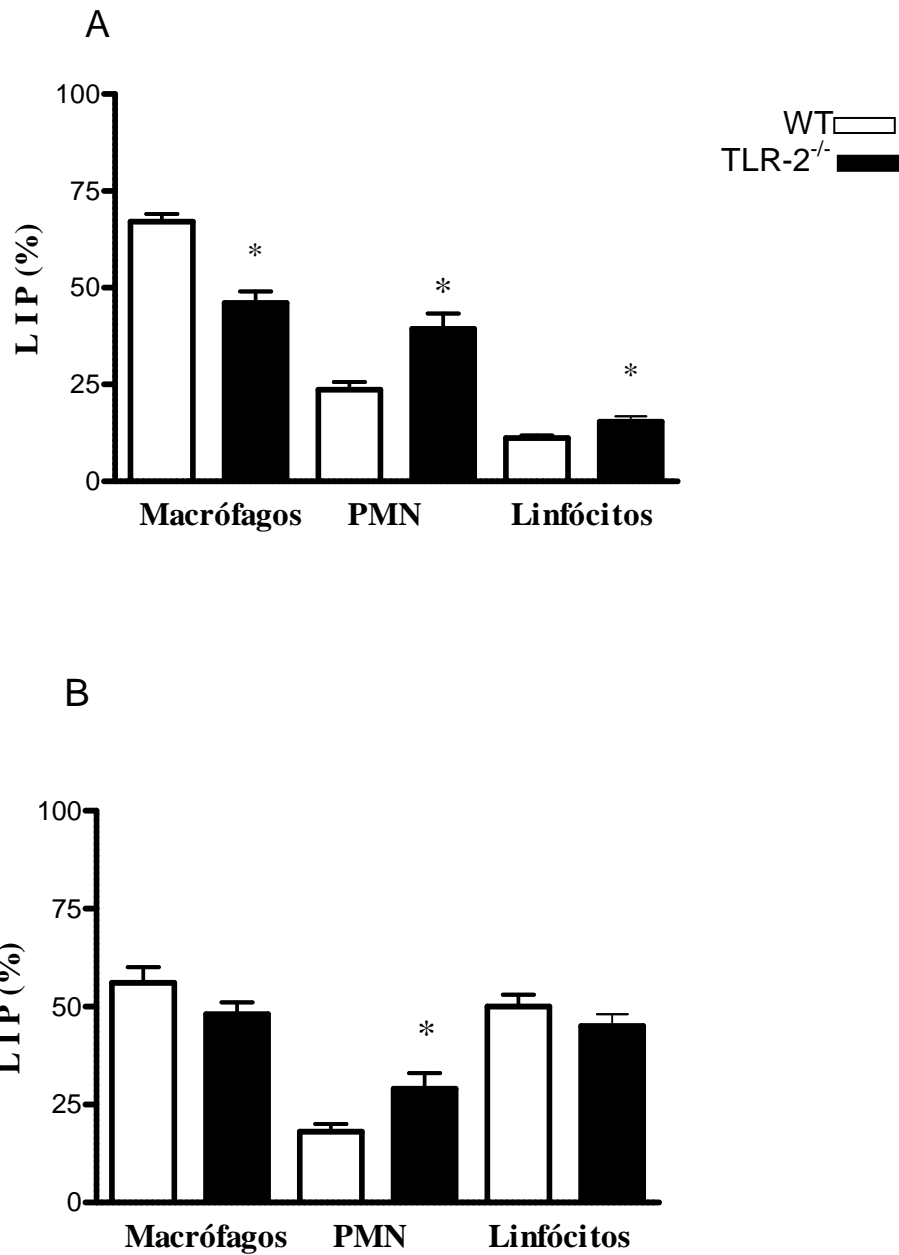 A
100
WT
TLR-2-/-
75
*
*
50
L I P (%)
*
25
0
Macrófagos PMN Linfócitos
B
100
75
L I P (%)
*
50
25
0
Macrófagos PMN Linfócitos